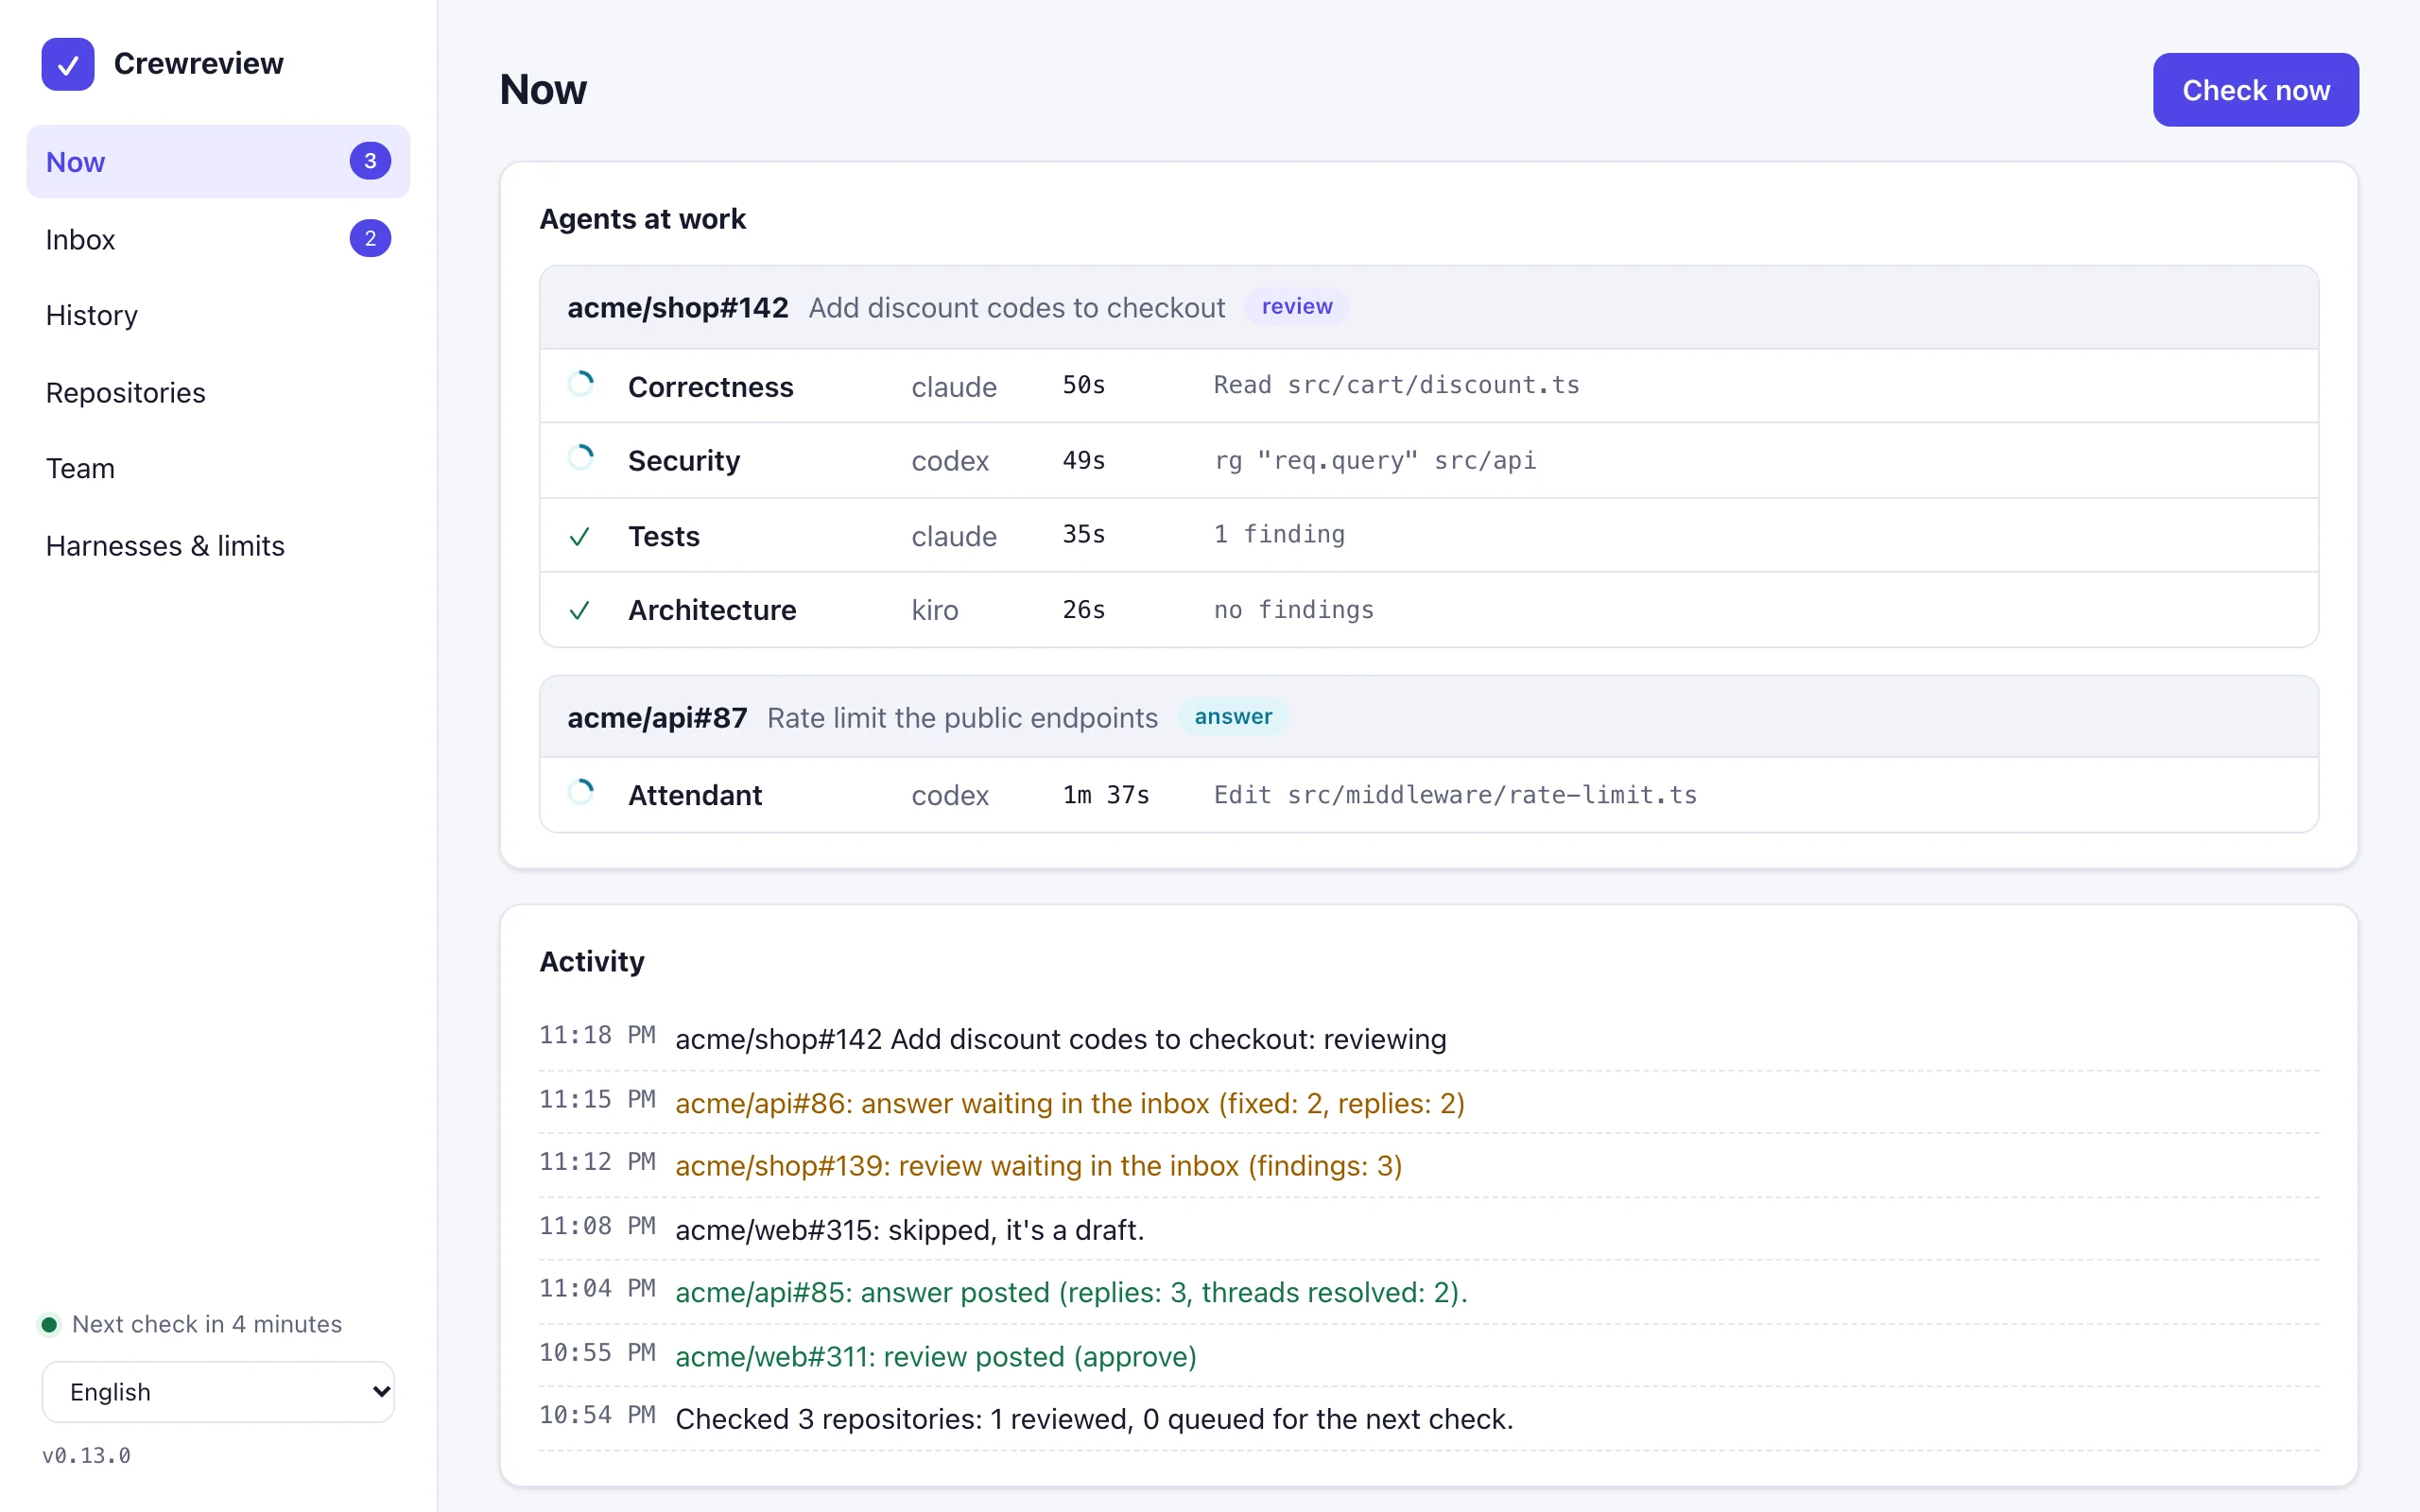 Crewreview
Now 3
Inbox 2
History
Repositories
Team
Harnesses & limits
Next check in 4 minutes
English
v0.13.0
Now
Check now
Agents at work
acme/shop#142 Add discount codes to checkout review
Correctness claude 50s Read src/cart/discount.ts
Security codex 49s rg "req.query" src/api
Tests claude 35s 1 finding
Architecture kiro 26s no findings
acme/api#87 Rate limit the public endpoints answer
Attendant codex 1m 37s Edit src/middleware/rate-limit.ts
Activity
11:18 PM acme/shop#142 Add discount codes to checkout: reviewing
11:15 PM acme/api#86: answer waiting in the inbox (fixed: 2, replies: 2)
11:12 PM acme/shop#139: review waiting in the inbox (findings: 3)
11:08 PM acme/web#315: skipped, it's a draft.
11:04 PM acme/api#85: answer posted (replies: 3, threads resolved: 2).
10:55 PM acme/web#311: review posted (approve)
10:54 PM Checked 3 repositories: 1 reviewed, 0 queued for the next check.